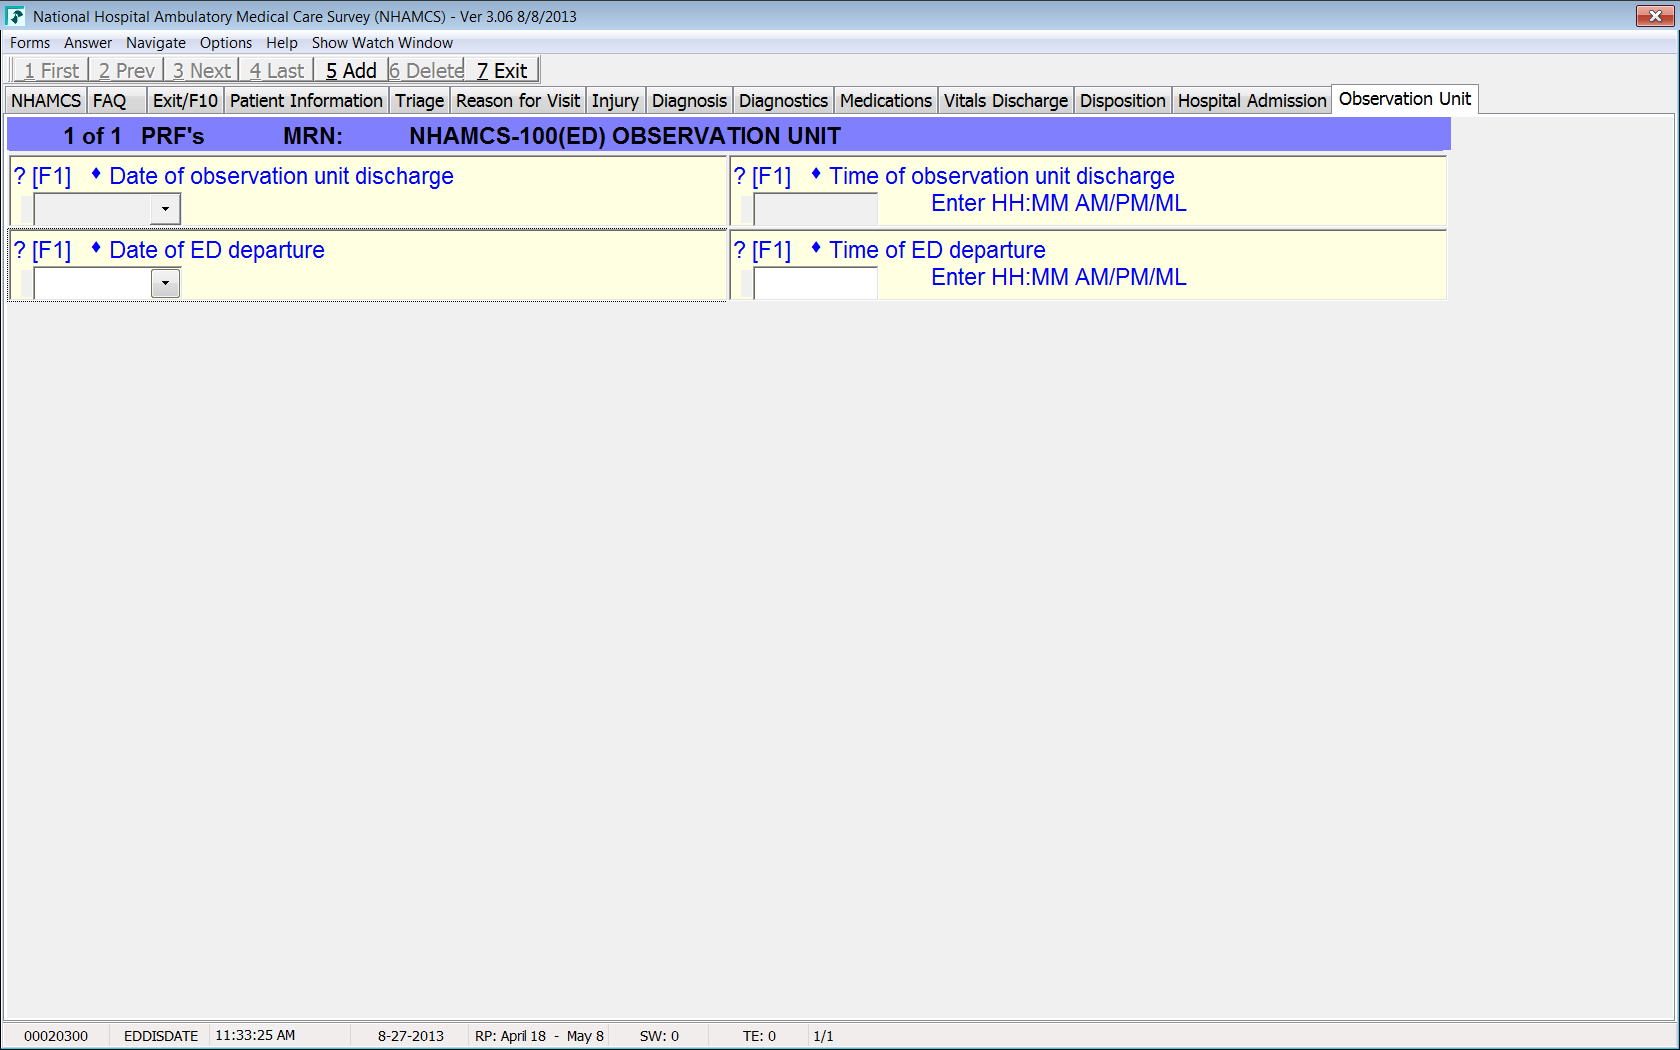 National Hospital Ambulatory Medical Care Survey (NHAMCS) - Ver 3.06 8/8/2013
Forms Answer Navigate Options Help Show Watch Window
1 First 2 Prev 3 Next 4 Last 5 Add 6 Delete 7 Exit
NHAMCS FAQ Exit/F10 Patient Information Triage Reason for Visit Injury Diagnosis Diagnostics Medications Vitals Discharge Disposition Hospital Admission Observation Unit
1 of 1 PRF's MRN: NHAMCS-100(ED) OBSERVATION UNIT
? [F1] ♦ Date of observation unit discharge
? [F1] ♦ Time of observation unit discharge
Enter HH:MM AM/PM/ML
? [F1] ♦ Date of ED departure
? [F1] ♦ Time of ED departure
Enter HH:MM AM/PM/ML
00020300 EDDISDATE 11:33:25 AM 8-27-2013 RP: April 18 - May 8 SW: 0 TE: 0 1/1